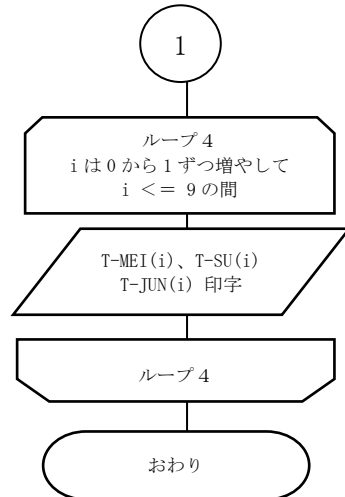 1
ループ4
iは0から1ずつ増やして
i <= 9の間
T-MEI(i)、T-SU(i)
T-JUN(i) 印字
ループ4
おわり